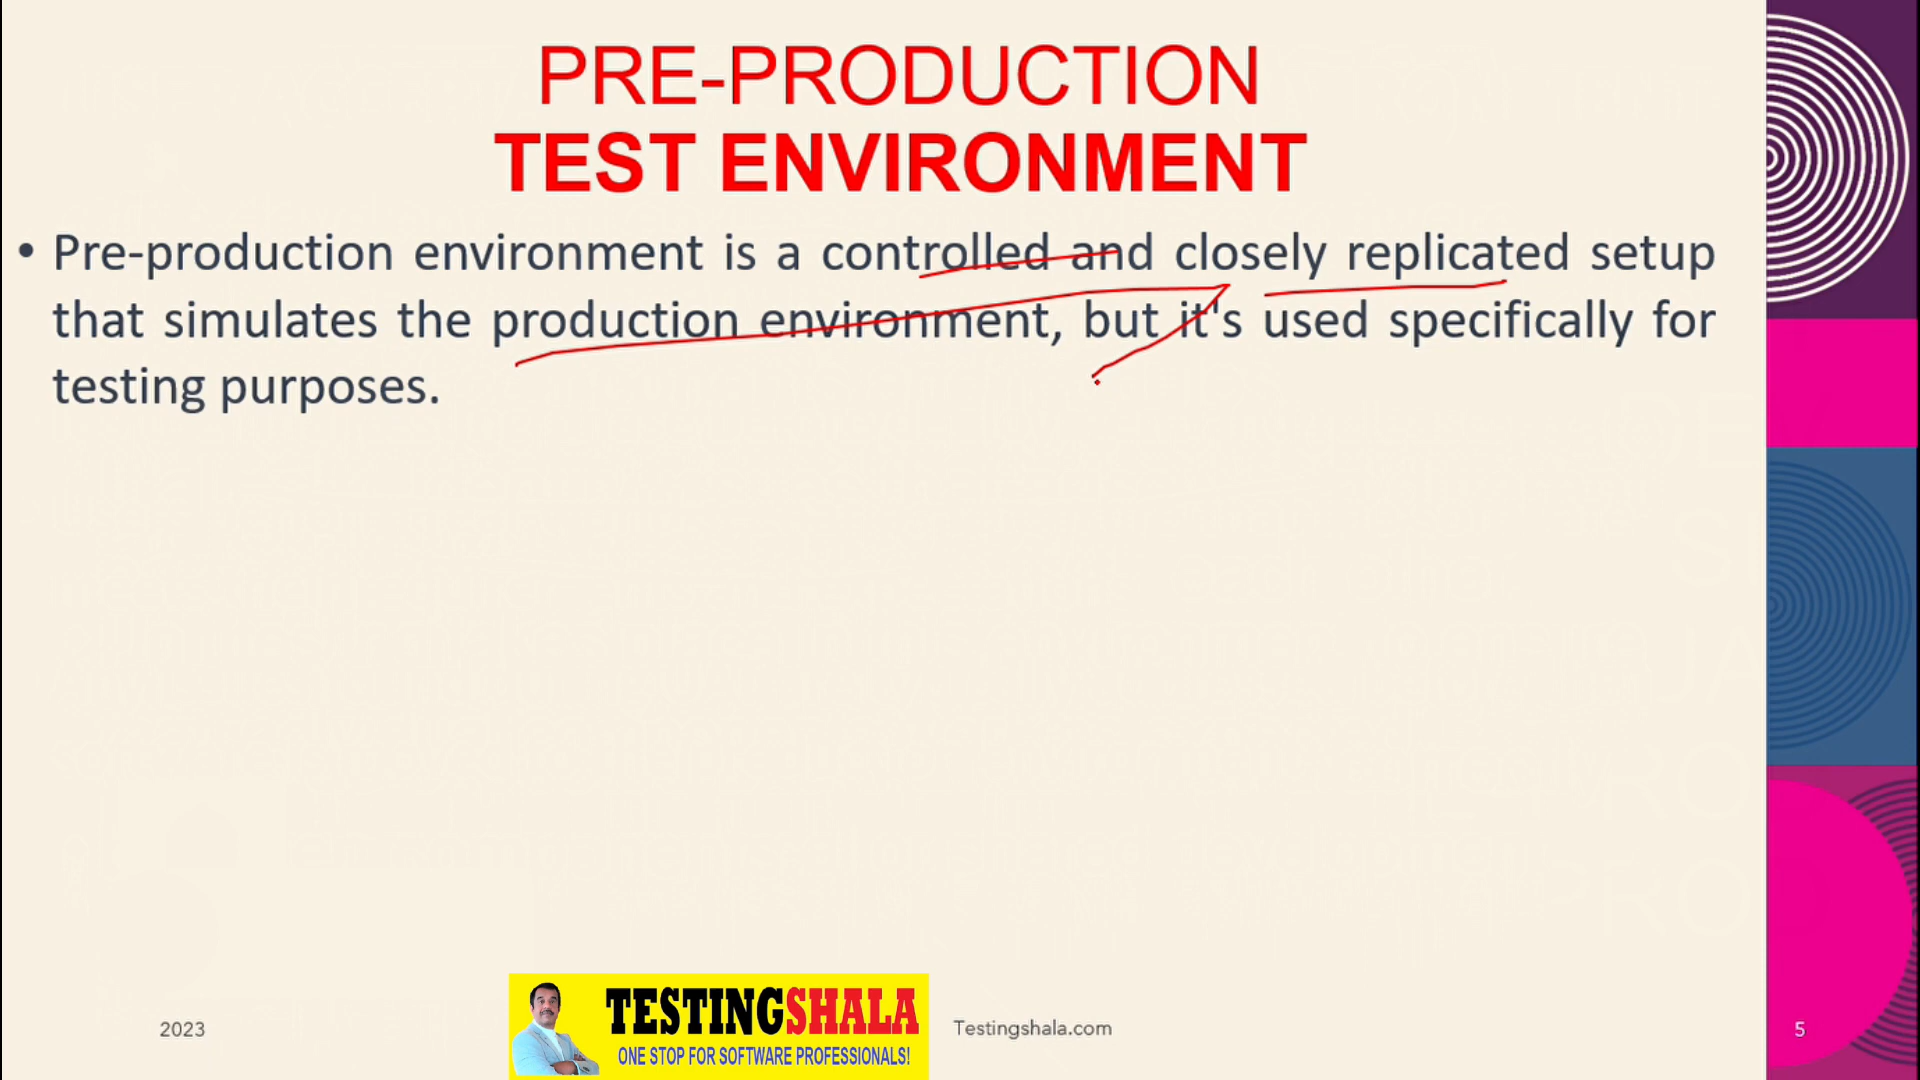 PRE-PRODUCTION
TEST ENVIRONMENT
• Pre-production environment is a controlled and closely replicated setup
that simulates the production environment, but it's used specifically for
testing purposes.
2023
TESTINGSHALA
ONE STOP FOR SOFTWARE PROFESSIONALS!
Testingshala.com
5